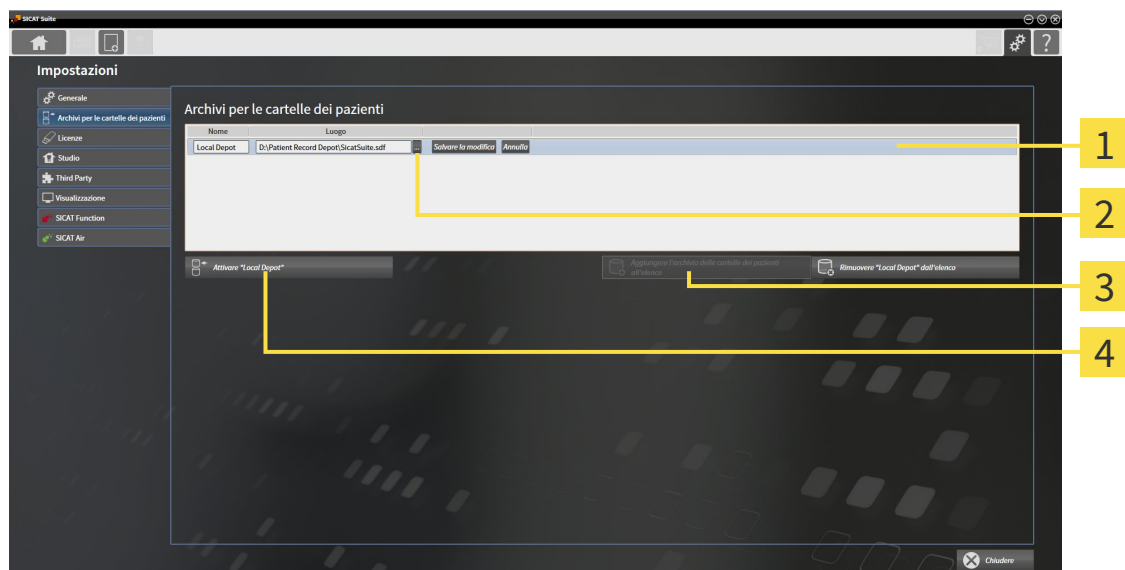 SICAT Suite
?
Impostazioni
Generale
Archivi per le cartelle dei pazienti
Licenze
Studio
Third Party
Visualizzazione
SICAT Function
SICAT Air
Archivi per le cartelle dei pazienti
Nome Luogo
Local Depot D:\Patient Record Depot\SicatSuite.sdf ... Salvare la modifica Annulla
Attivare "Local Depot"
Aggiungere l'archivio delle cartelle dei pazienti
all'elenco
Rimuovere "Local Depot" dall'elenco
Chiudere
1
2
3
4